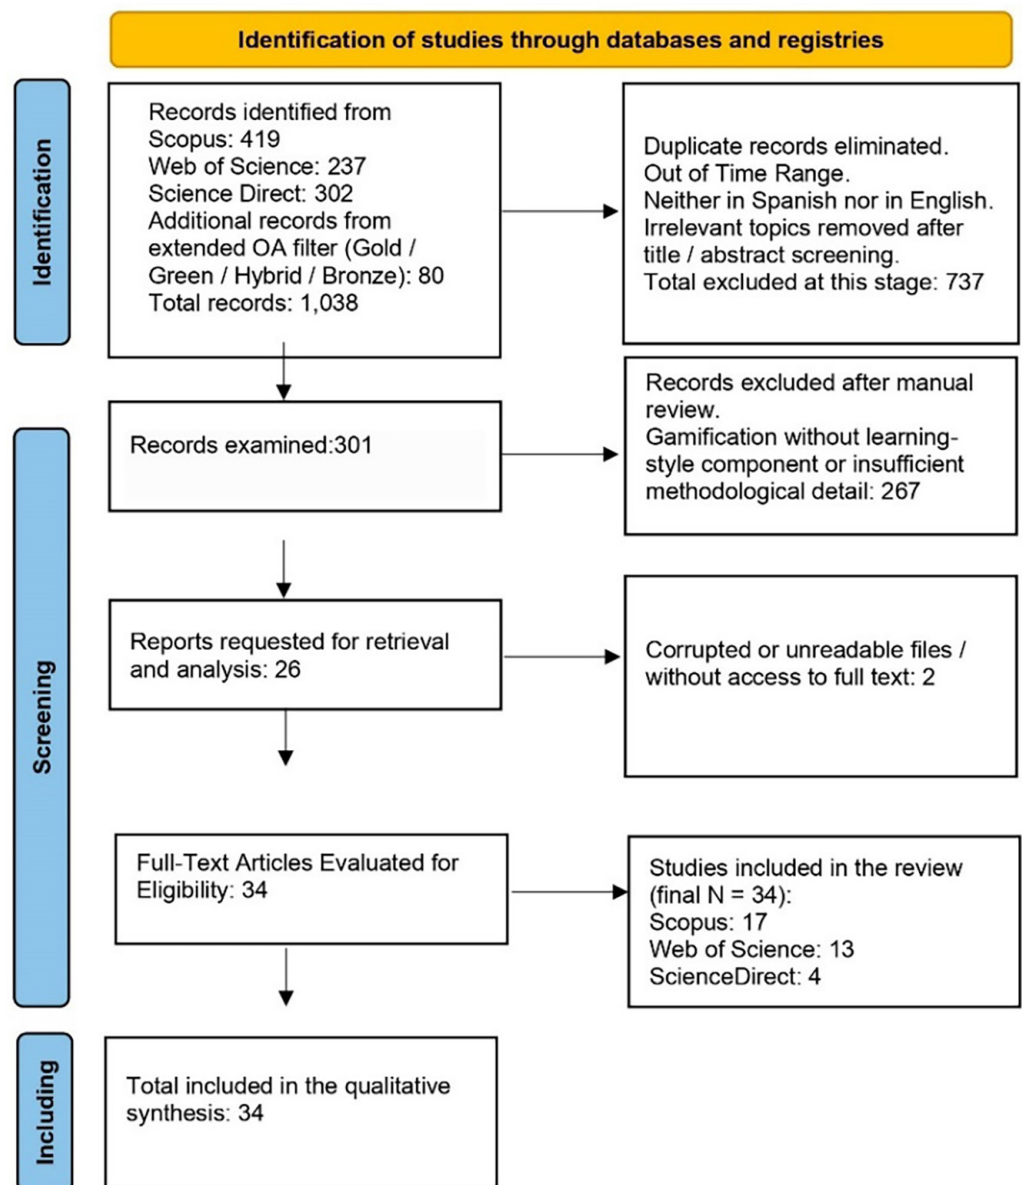 Identification of studies through databases and registries
Identification
Records identified from
Scopus: 419
Web of Science: 237
Science Direct: 302
Additional records from
extended OA filter (Gold /
Green / Hybrid / Bronze): 80
Total records: 1,038
Duplicate records eliminated.
Out of Time Range.
Neither in Spanish nor in English.
Irrelevant topics removed after
title / abstract screening.
Total excluded at this stage: 737
Screening
Records examined:301
Records excluded after manual
review.
Gamification without learning-
style component or insufficient
methodological detail: 267
Reports requested for retrieval
and analysis: 26
Corrupted or unreadable files /
without access to full text: 2
Full-Text Articles Evaluated for
Eligibility: 34
Studies included in the review
(final N = 34):
Scopus: 17
Web of Science: 13
ScienceDirect: 4
Including
Total included in the qualitative
synthesis: 34